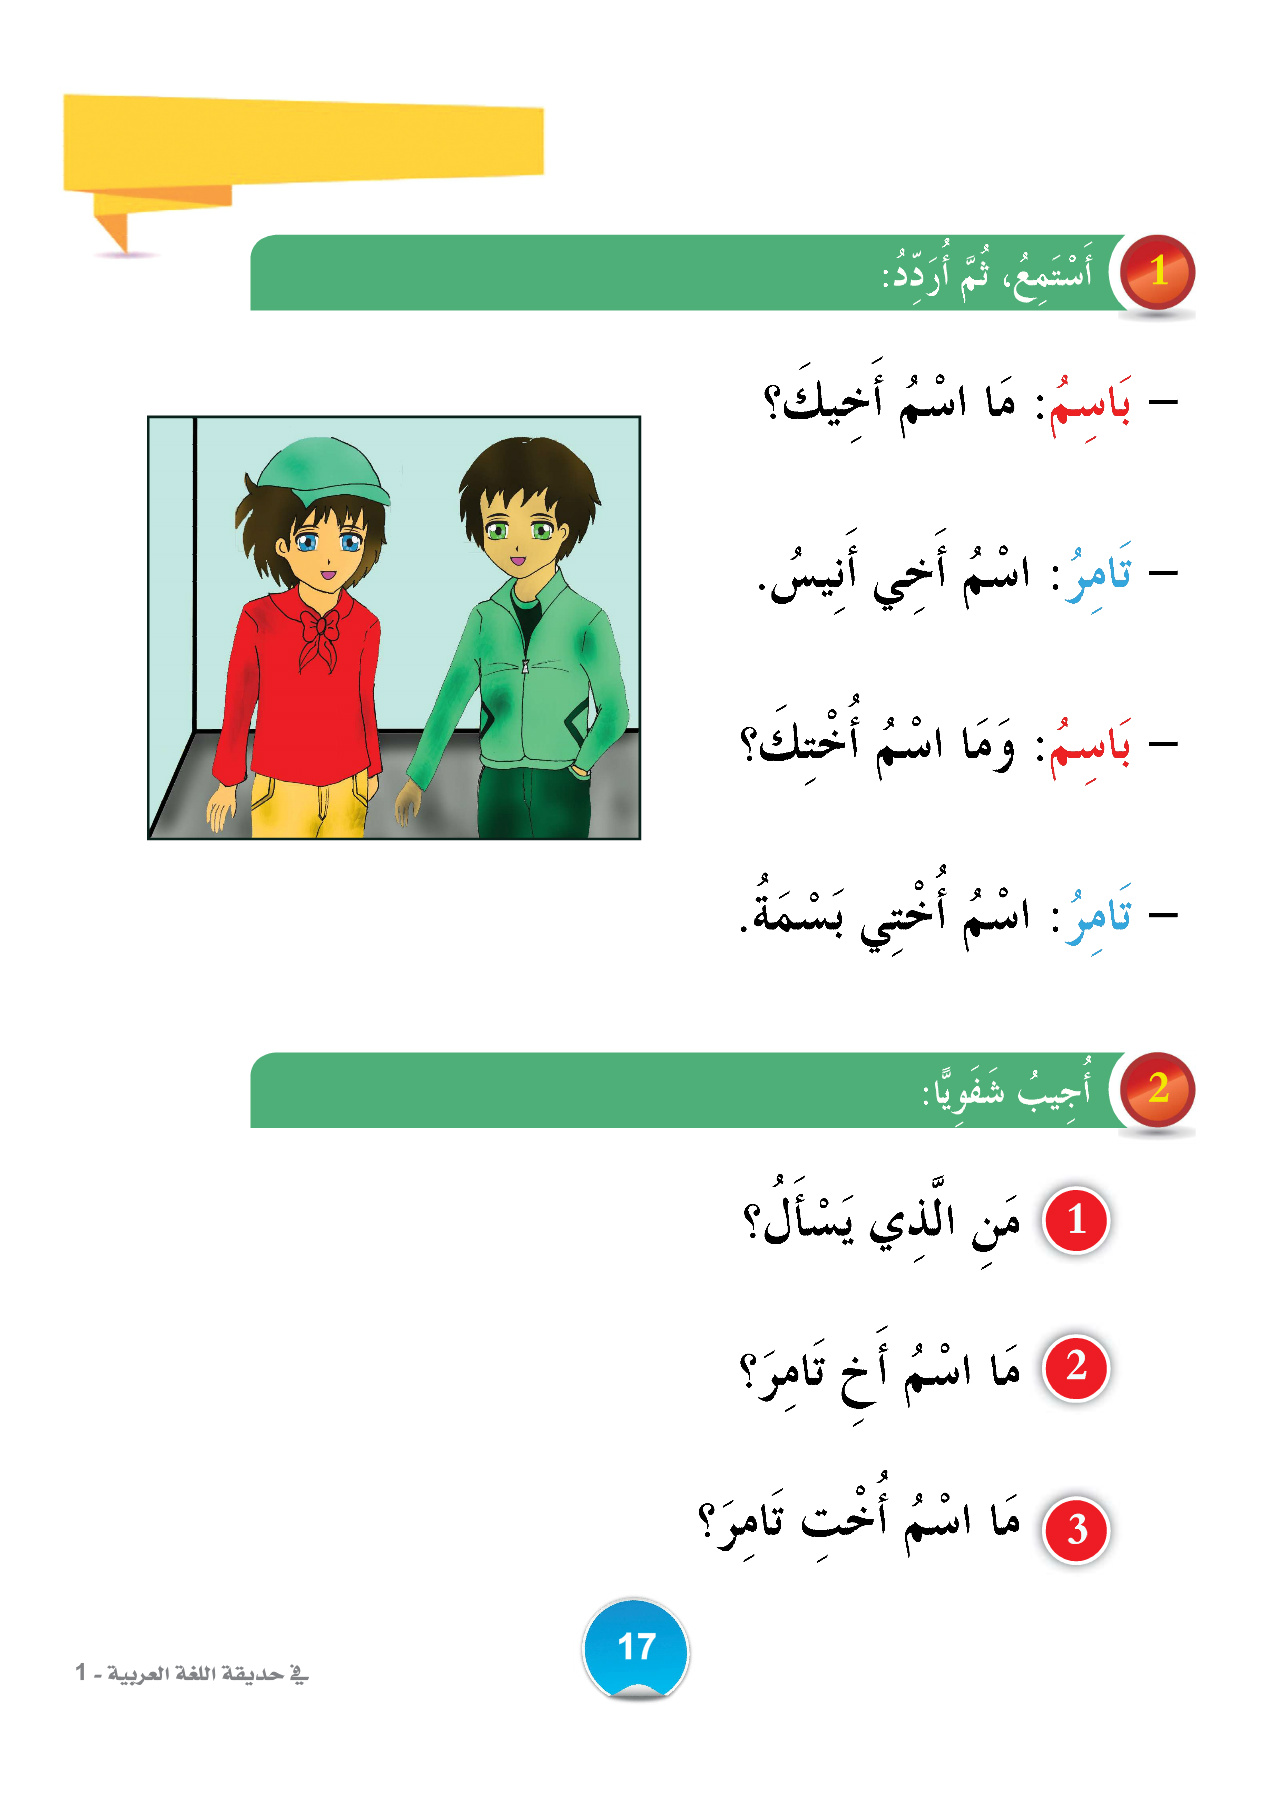 1 أَسْتَمِعُ، ثُمَّ أُرَدِّدُ:
– بَاسِمُ: مَا اسْمُ أَخِيكَ؟
– تَامِرُ: اسْمُ أَخِي أَنِيسُ.
– بَاسِمُ: وَمَا اسْمُ أُخْتِكَ؟
– تَامِرُ: اسْمُ أُخْتِي بَسْمَةُ.
2 أُجِيبُ شَفَوِيًّا:
1 مَنِ الَّذِي يَسْأَلُ؟
2 مَا اسْمُ أَخِ تَامِرَ؟
3 مَا اسْمُ أُخْتِ تَامِرَ؟
17
في حديقة اللغة العربية - 1